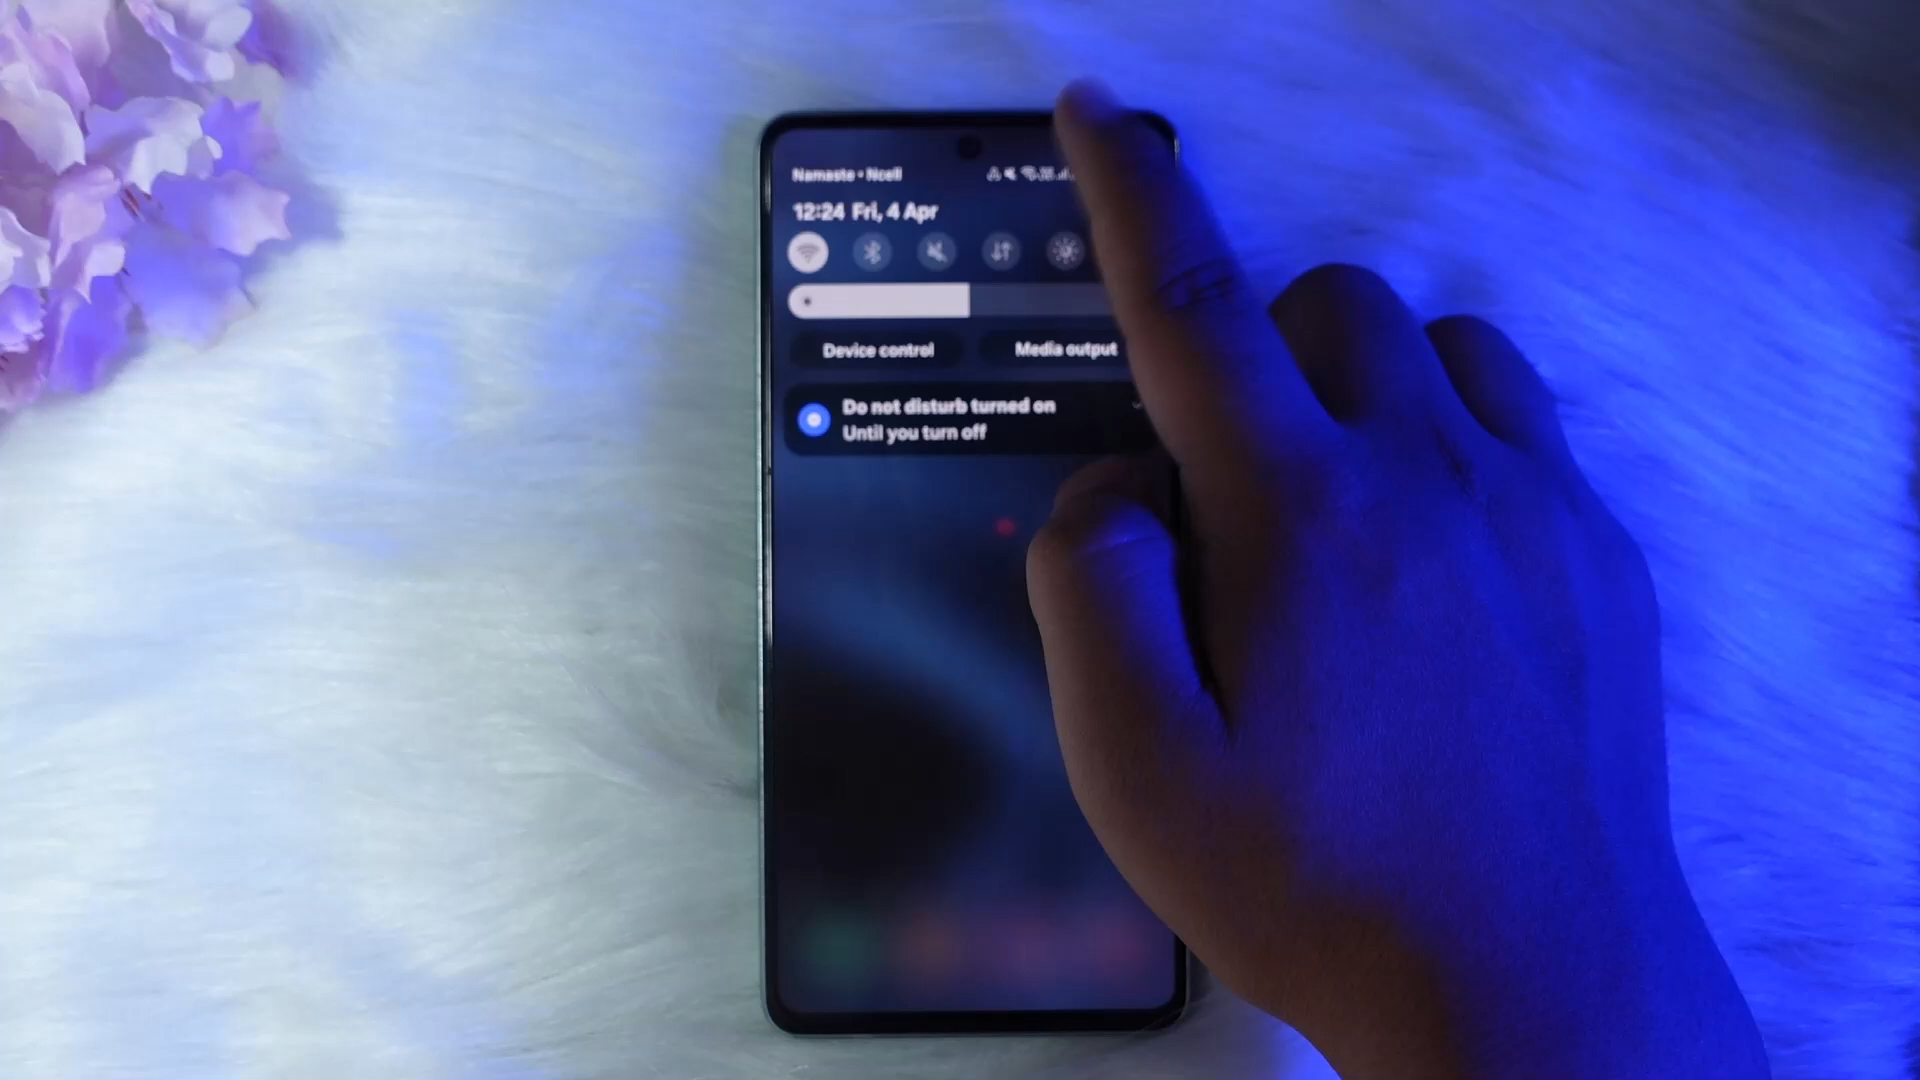 Namaste • Ncell
12:24 Fri, 4 Apr
Device control
Media output
Do not disturb turned on
Until you turn off